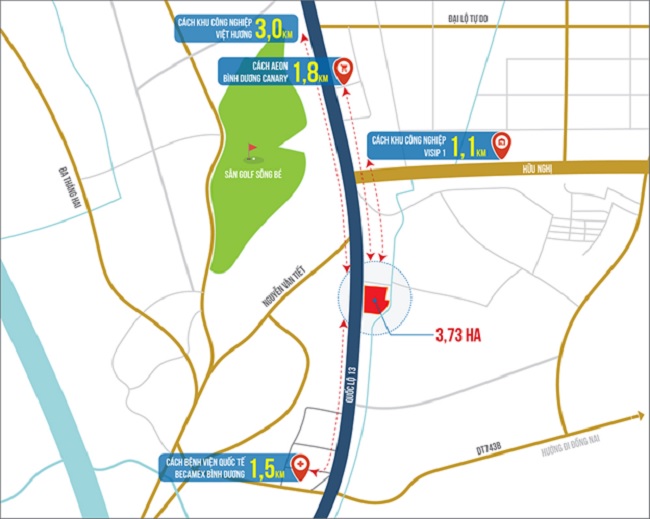 CÁCH KHU CÔNG NGHIỆP
VIỆT HƯƠNG 3,0 KM
ĐẠI LỘ TỰ DO
CÁCH AEON
BÌNH DƯƠNG CANARY 1,8 KM
CÁCH KHU CÔNG NGHIỆP
VISIP 1 1,1 KM
HỮU NGHỊ
SÂN GOLF SÔNG BÉ
ĐA THÁNG HAI
NGUYỄN VĂN TIẾT
3,73 HA
QUỐC LỘ 13
DT743B
HƯỚNG ĐI ĐỒNG NAI
CÁCH BỆNH VIỆN QUỐC TẾ
BECAMEX BÌNH DƯƠNG 1,5 KM